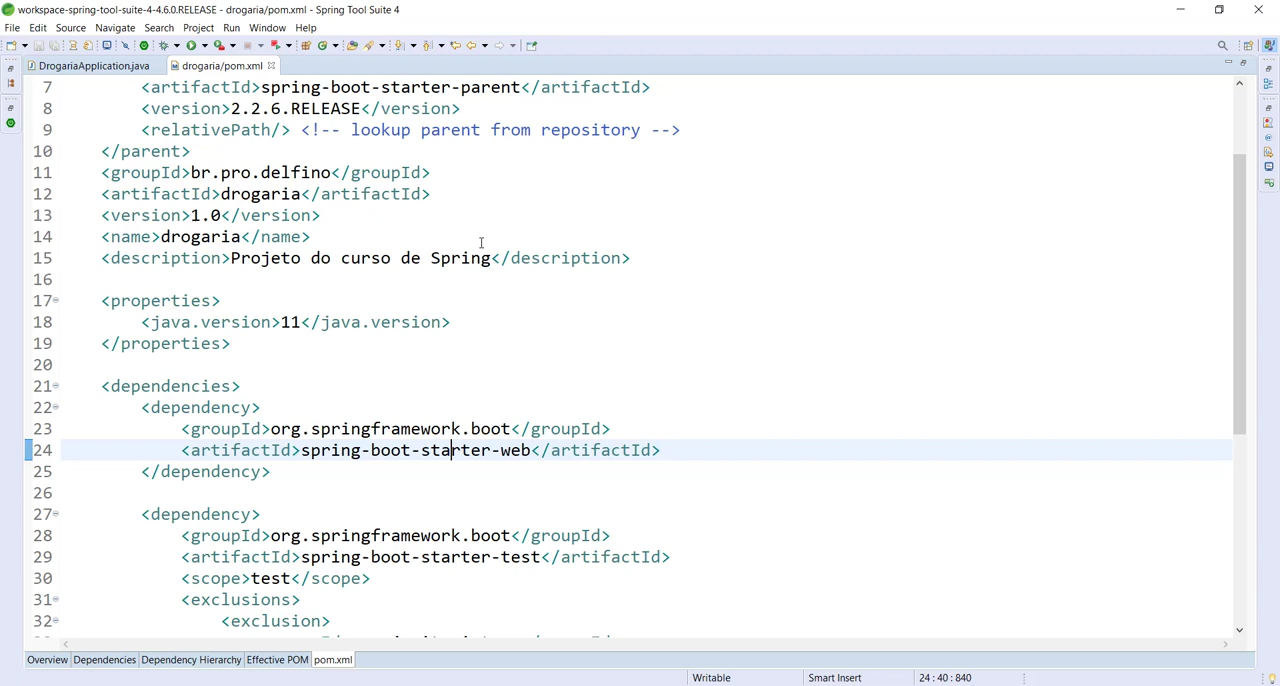 workspace-spring-tool-suite-4-4.6.0.RELEASE - drogaria/pom.xml - Spring Tool Suite 4
File Edit Source Navigate Search Project Run Window Help
DrogariaApplication.java drogaria/pom.xml
7 <artifactId>spring-boot-starter-parent</artifactId>
8 <version>2.2.6.RELEASE</version>
9 <relativePath/> <!-- lookup parent from repository -->
10 </parent>
11 <groupId>br.pro.delfino</groupId>
12 <artifactId>drogaria</artifactId>
13 <version>1.0</version>
14 <name>drogaria</name>
15 <description>Projeto do curso de Spring</description>
16
17 <properties>
18 <java.version>11</java.version>
19 </properties>
20
21 <dependencies>
22 <dependency>
23 <groupId>org.springframework.boot</groupId>
24 <artifactId>spring-boot-starter-web</artifactId>
25 </dependency>
26
27 <dependency>
28 <groupId>org.springframework.boot</groupId>
29 <artifactId>spring-boot-starter-test</artifactId>
30 <scope>test</scope>
31 <exclusions>
32 <exclusion>
Overview Dependencies Dependency Hierarchy Effective POM pom.xml
Writable Smart Insert 24 : 40 : 840